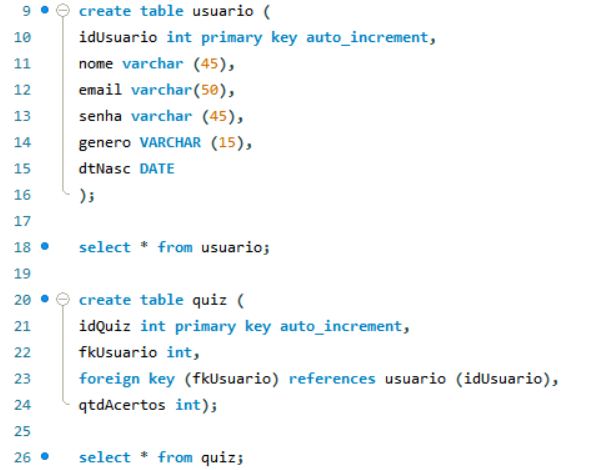 9 create table usuario (
10 idUsuario int primary key auto_increment,
11 nome varchar (45),
12 email varchar(50),
13 senha varchar (45),
14 genero VARCHAR (15),
15 dtNasc DATE
16 );
17
18 select * from usuario;
19
20 create table quiz (
21 idQuiz int primary key auto_increment,
22 fkUsuario int,
23 foreign key (fkUsuario) references usuario (idUsuario),
24 qtdAcertos int);
25
26 select * from quiz;